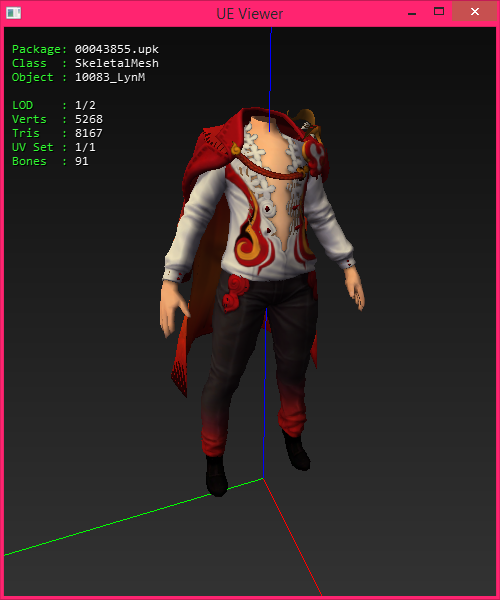 UE Viewer
Package: 00043855.upk
Class : SkeletalMesh
Object : 10083_LynM
LOD : 1/2
Verts : 5268
Tris : 8167
UV Set : 1/1
Bones : 91